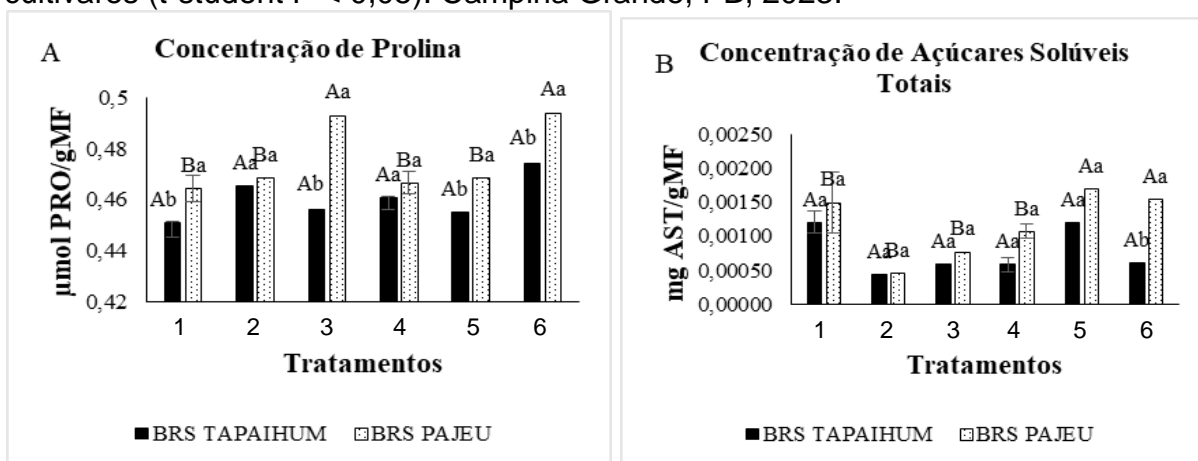 Campina Grande, PB, 2023.
A
Concentração de Prolina
µmol PRO/gMF
0,5
0,48
0,46
0,44
0,42
Ab Ba Aa Ba Ab Aa Aa Ba Ab Ba Ab Aa
1 2 3 4 5 6
Tratamentos
BRS TAPAIHUM BRS PAJEU
B
Concentração de Açúcares Solúveis
Totais
mg AST/gMF
0,00250
0,00200
0,00150
0,00100
0,00050
0,00000
Aa Ba Aa Ba Aa Ba Aa Ba Aa Aa Ab Aa
1 2 3 4 5 6
Tratamentos
BRS TAPAIHUM BRS PAJEU